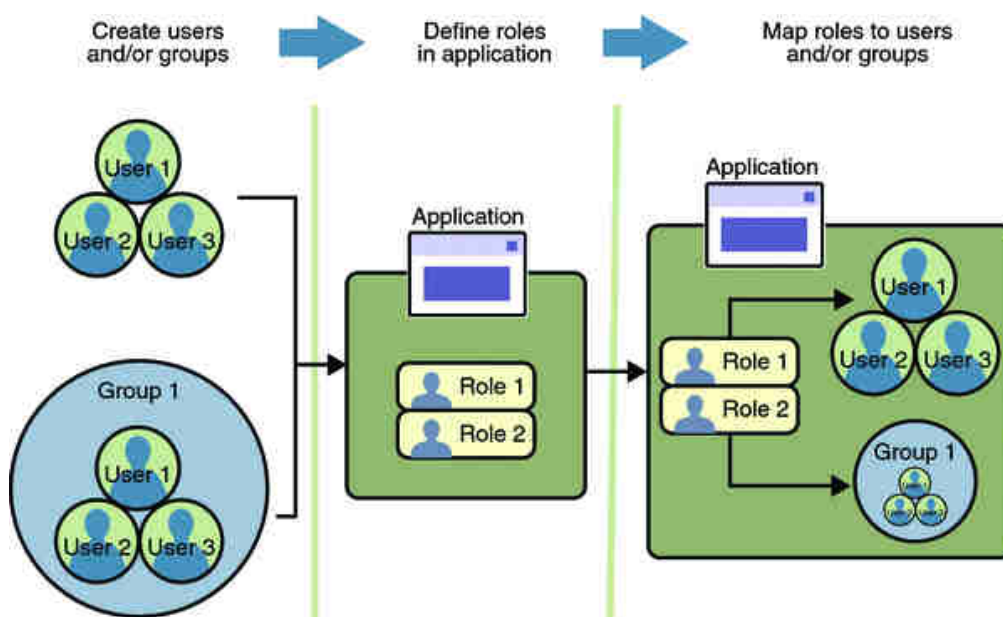 Create users
and/or groups
Define roles
in application
Map roles to users
and/or groups
User 1
User 2
User 3
Group 1
User 1
User 2
User 3
Application
Role 1
Role 2
Application
User 1
User 2
User 3
Role 1
Role 2
Group 1